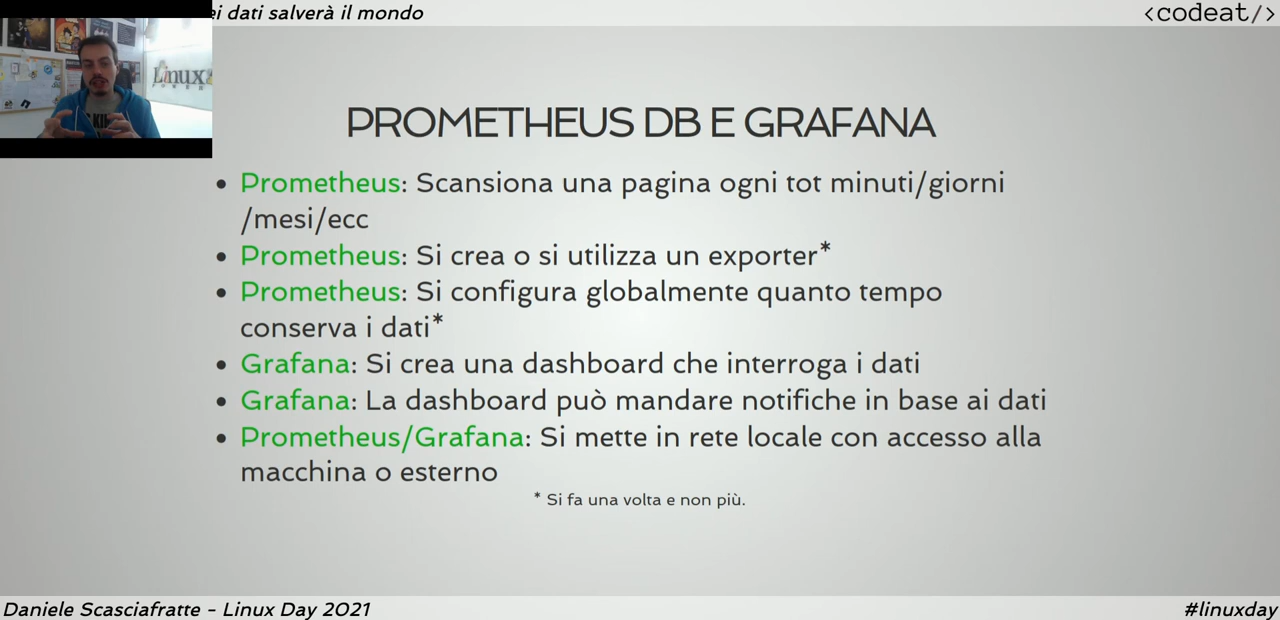 ei dati salverà il mondo
<codeat/>
Linux
PROMETHEUS DB E GRAFANA
• Prometheus: Scansiona una pagina ogni tot minuti/giorni
/mesi/ecc
• Prometheus: Si crea o si utilizza un exporter*
• Prometheus: Si configura globalmente quanto tempo
conserva i dati*
• Grafana: Si crea una dashboard che interroga i dati
• Grafana: La dashboard può mandare notifiche in base ai dati
• Prometheus/Grafana: Si mette in rete locale con accesso alla
macchina o esterno
* Si fa una volta e non più.
Daniele Scasciafratte - Linux Day 2021
#linuxday